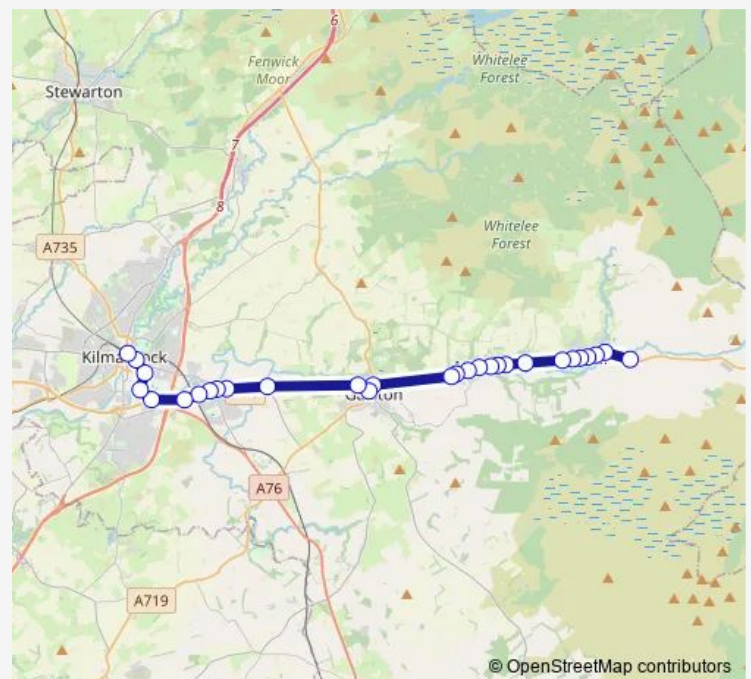 6
Fenwick
Moor
Whitelee
Forest
Stewarton
7
8
Whitelee
Forest
A735
A76
A719
© OpenStreetMap contributors